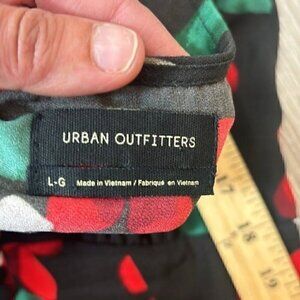 URBAN OUTFITTERS
L-G Made in Vietnam / Fabriqué en Vietnam
17
18
19